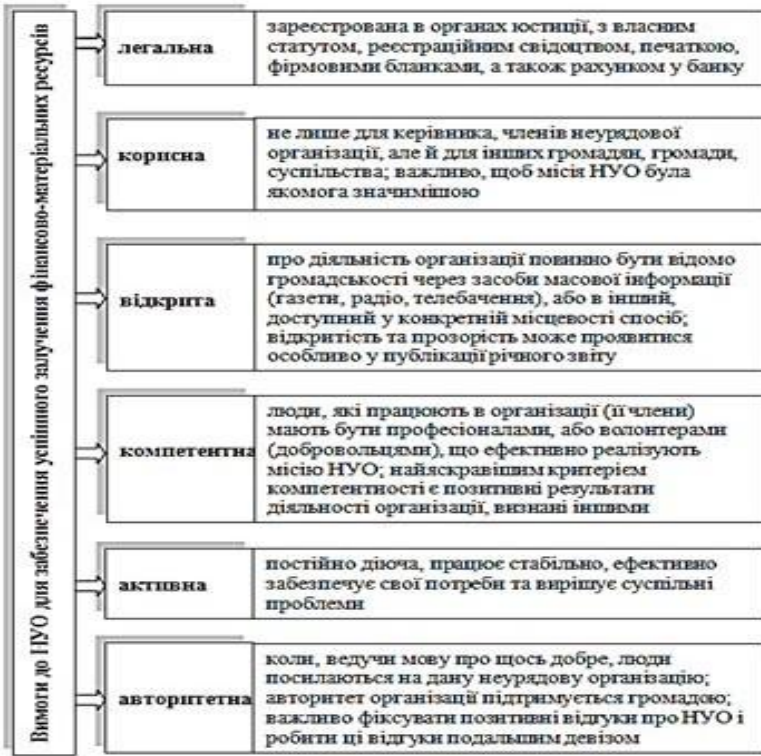 Вимоги до НУО для забезпечення успішного залучення фінансово-матеріальних ресурсів
легальна
зареєстрована в органах юстиції, з власним
статутом, реєстраційним свідоцтвом, печаткою,
фірмовими бланками, а також рахунком у банку
корисна
не лише для керівника, членів неурядової
організації, але й для інших громадян, громади,
суспільства; важливо, щоб місія НУО була
якомога значимішою
відкрита
про діяльність організації повинно бути відомо
громадськості через засоби масової інформації
(газети, радіо, телебачення), або в інший,
доступний у конкретній місцевості спосіб;
відкритість та прозорість може проявитися
особливо у публікації річного звіту
компетентна
люди, які працюють в організації (її члени)
мають бути професіоналами, або волонтерами
(добровольцями), що ефективно реалізують
місію НУО; найяскравішим критерієм
компетентності є позитивні результати
діяльності організації, визнані іншими
активна
постійно діюча, працює стабільно, ефективно
забезпечує свої потреби та вирішує суспільні
проблеми
авторитетна
коли, ведучи мову про щось добре, люди
посилаються на дану неурядову організацію;
авторитет організації підтримується громадою;
важливо фіксувати позитивні відгуки про НУО і
робити ці відгуки подальшим девізом